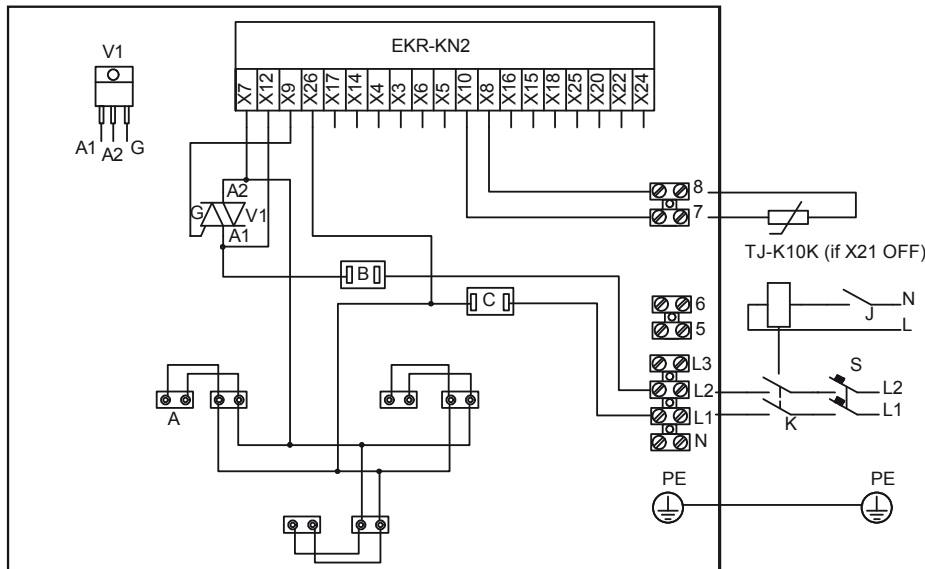 EKR-KN2
V1
X7 X12 X9 X26 X17 X14 X4 X3 X6 X5 X10 X8 X16 X15 X18 X25 X20 X22 X24
A1 A2 G
8
A2
G V1
7
A1
TJ-K10K (if X21 OFF)
B
C
6
N
J
5
L
L3
S
L2
L2
A
L1
L1
K
N
PE
PE